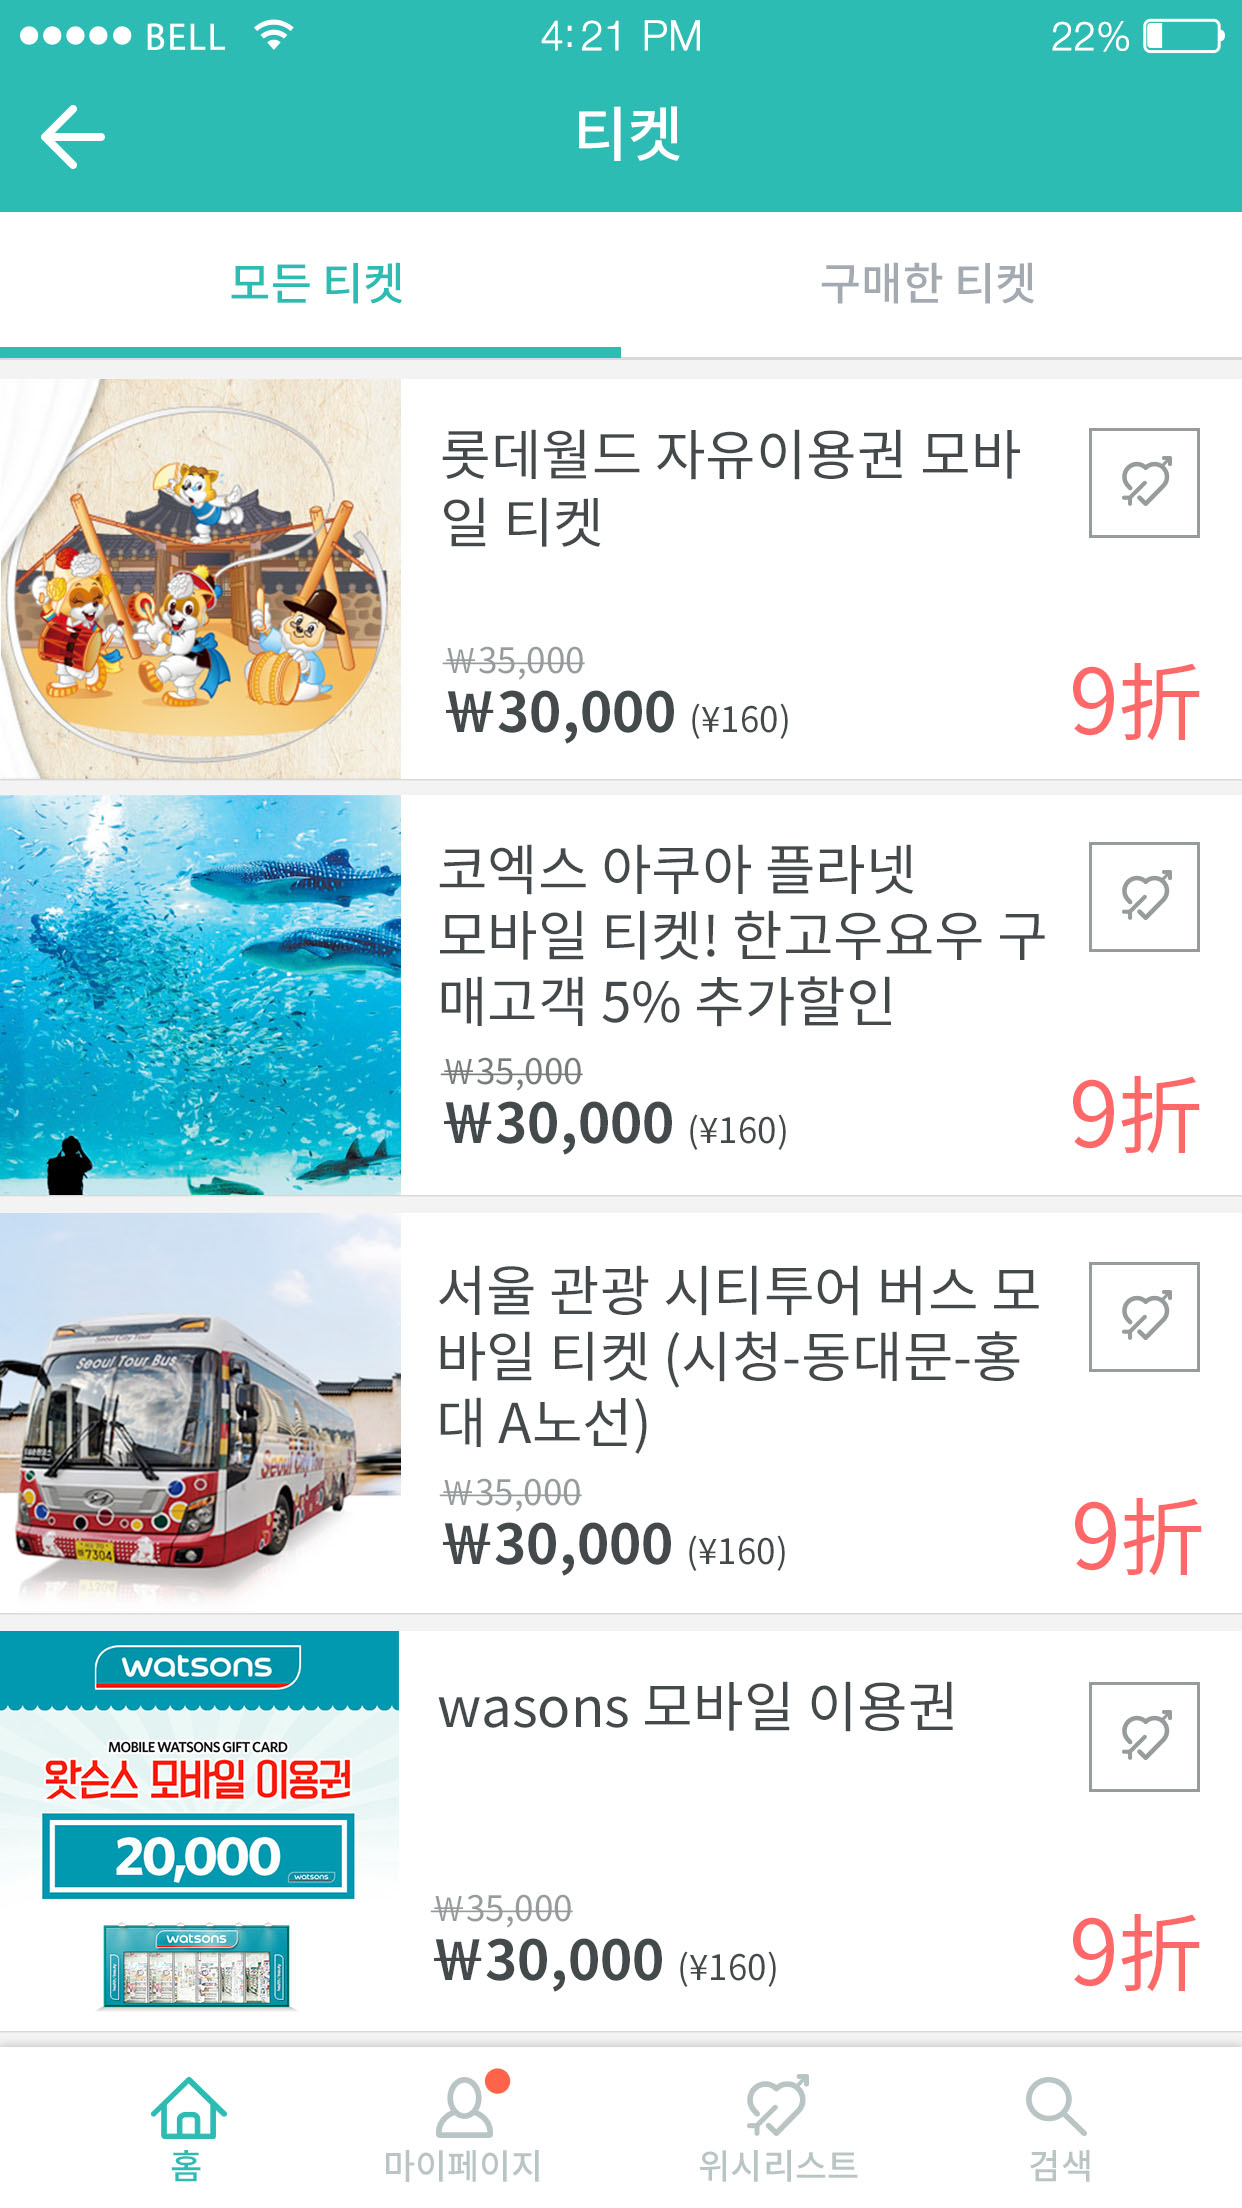 BELL
4:21 PM
22%
티켓
모든 티켓
구매한 티켓
롯데월드 자유이용권 모바
일 티켓
₩35,000
₩30,000 (¥160)
9折
코엑스 아쿠아 플라넷
모바일 티켓! 한고우요우 구
매고객 5% 추가할인
₩35,000
₩30,000 (¥160)
9折
Seoul City Tour
Seoul Tour Bus
Seoul City Tour
7304
서울 관광 시티투어 버스 모
바일 티켓 (시청-동대문-홍
대 A노선)
₩35,000
₩30,000 (¥160)
9折
watsons
MOBILE WATSONS GIFT CARD
왓슨스 모바일 이용권
20,000
watsons
watsons
wasons 모바일 이용권
₩35,000
₩30,000 (¥160)
9折
홈
마이페이지
위시리스트
검색